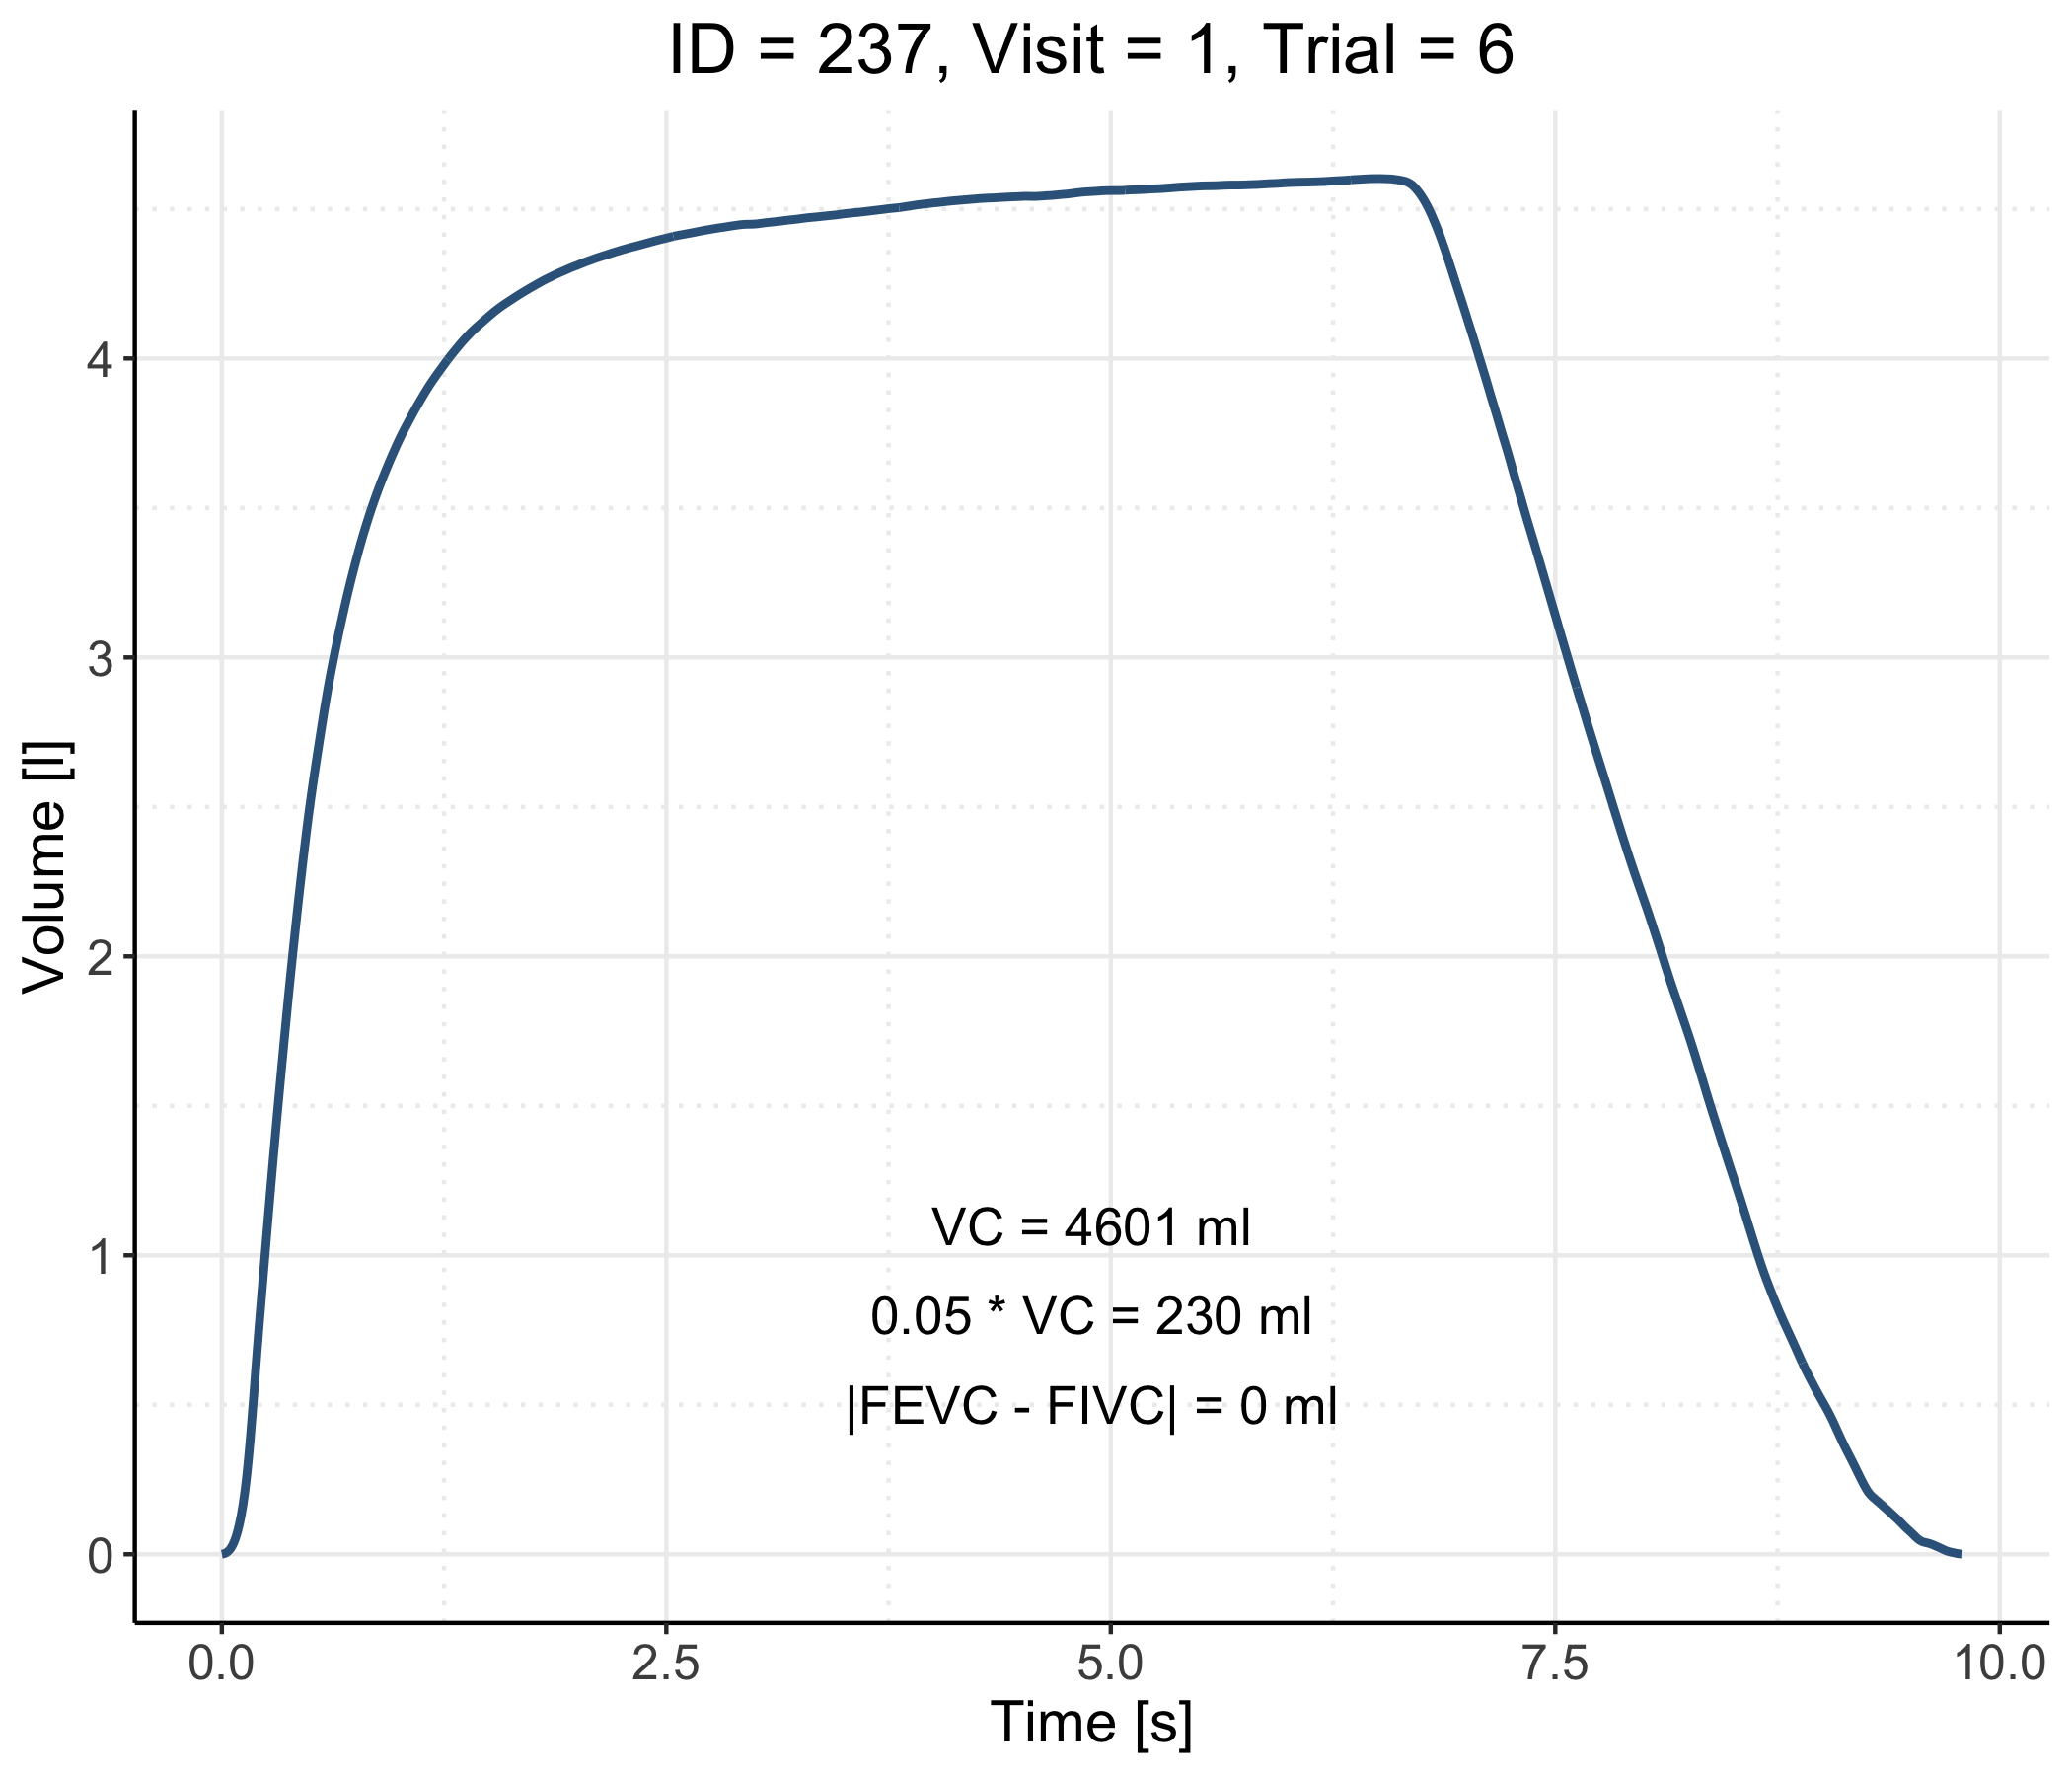 ID = 237, Visit = 1, Trial = 6
Volume [l]
4
3
2
1
0
VC = 4601 ml
0.05 * VC = 230 ml
|FEVC - FIVC| = 0 ml
0.0 2.5 5.0 7.5 10.0
Time [s]